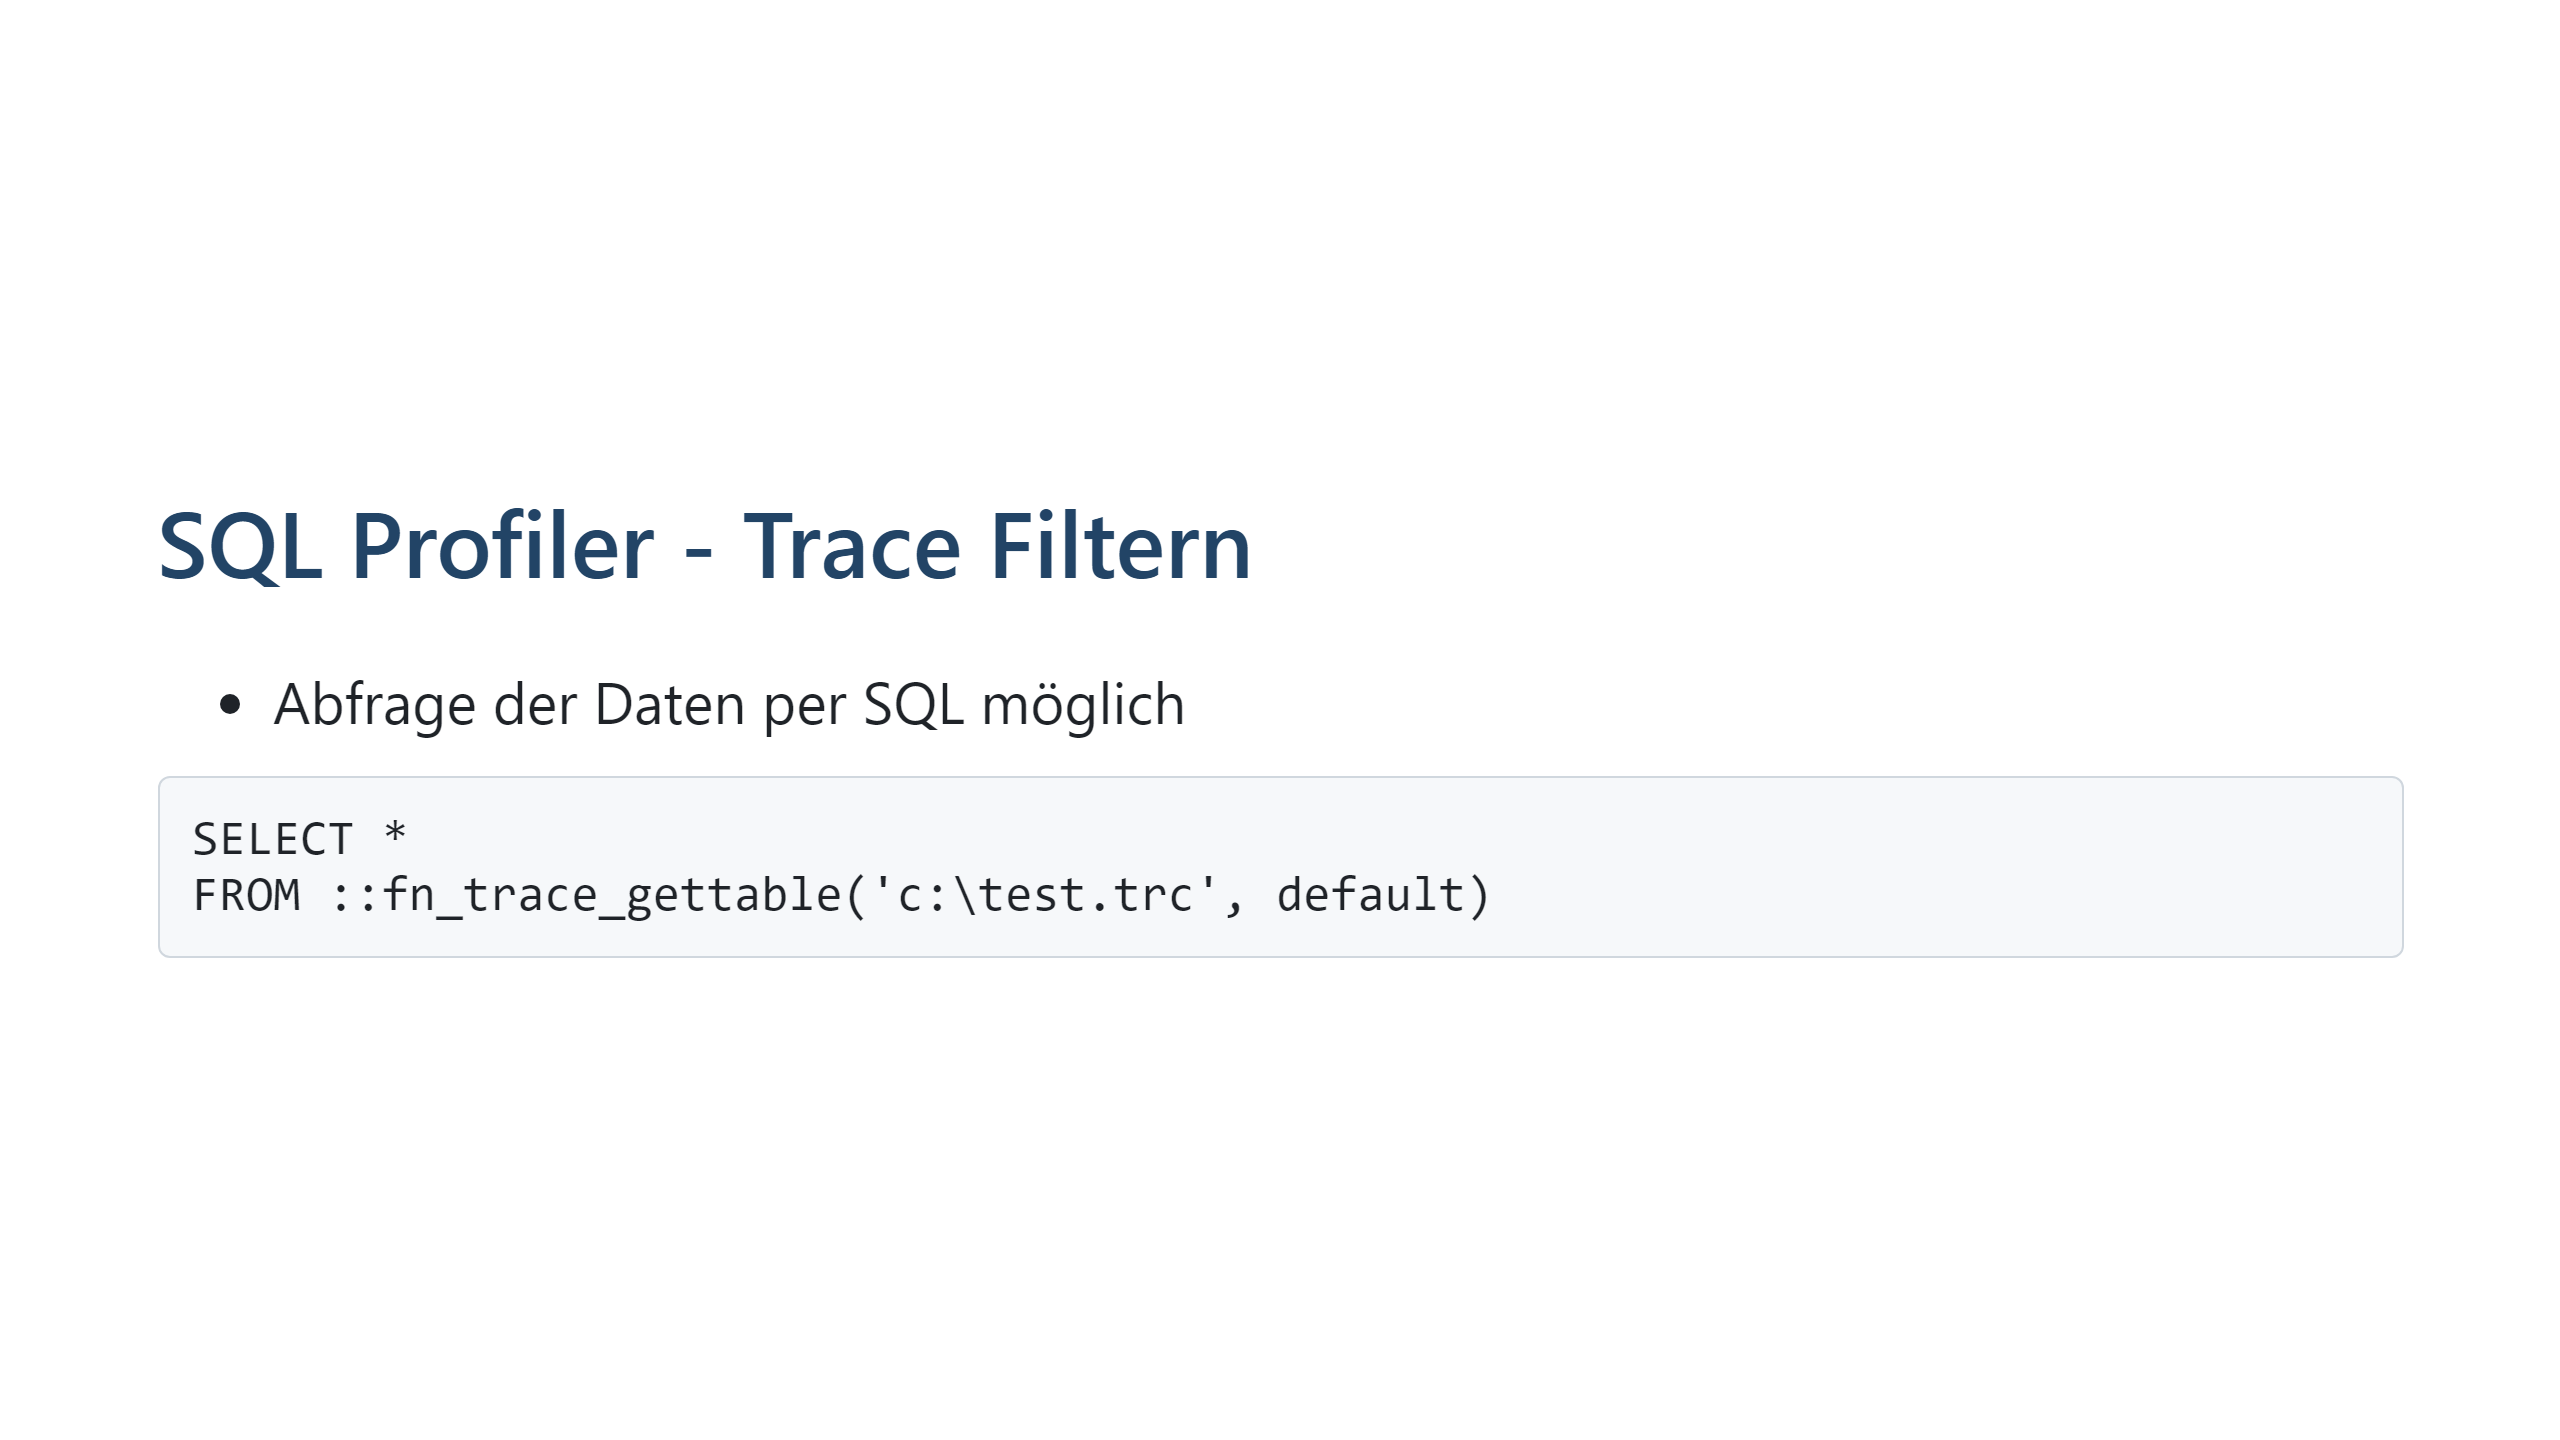 SQL Profiler - Trace Filtern
• Abfrage der Daten per SQL möglich
SELECT *
FROM ::fn_trace_gettable('c:\test.trc', default)